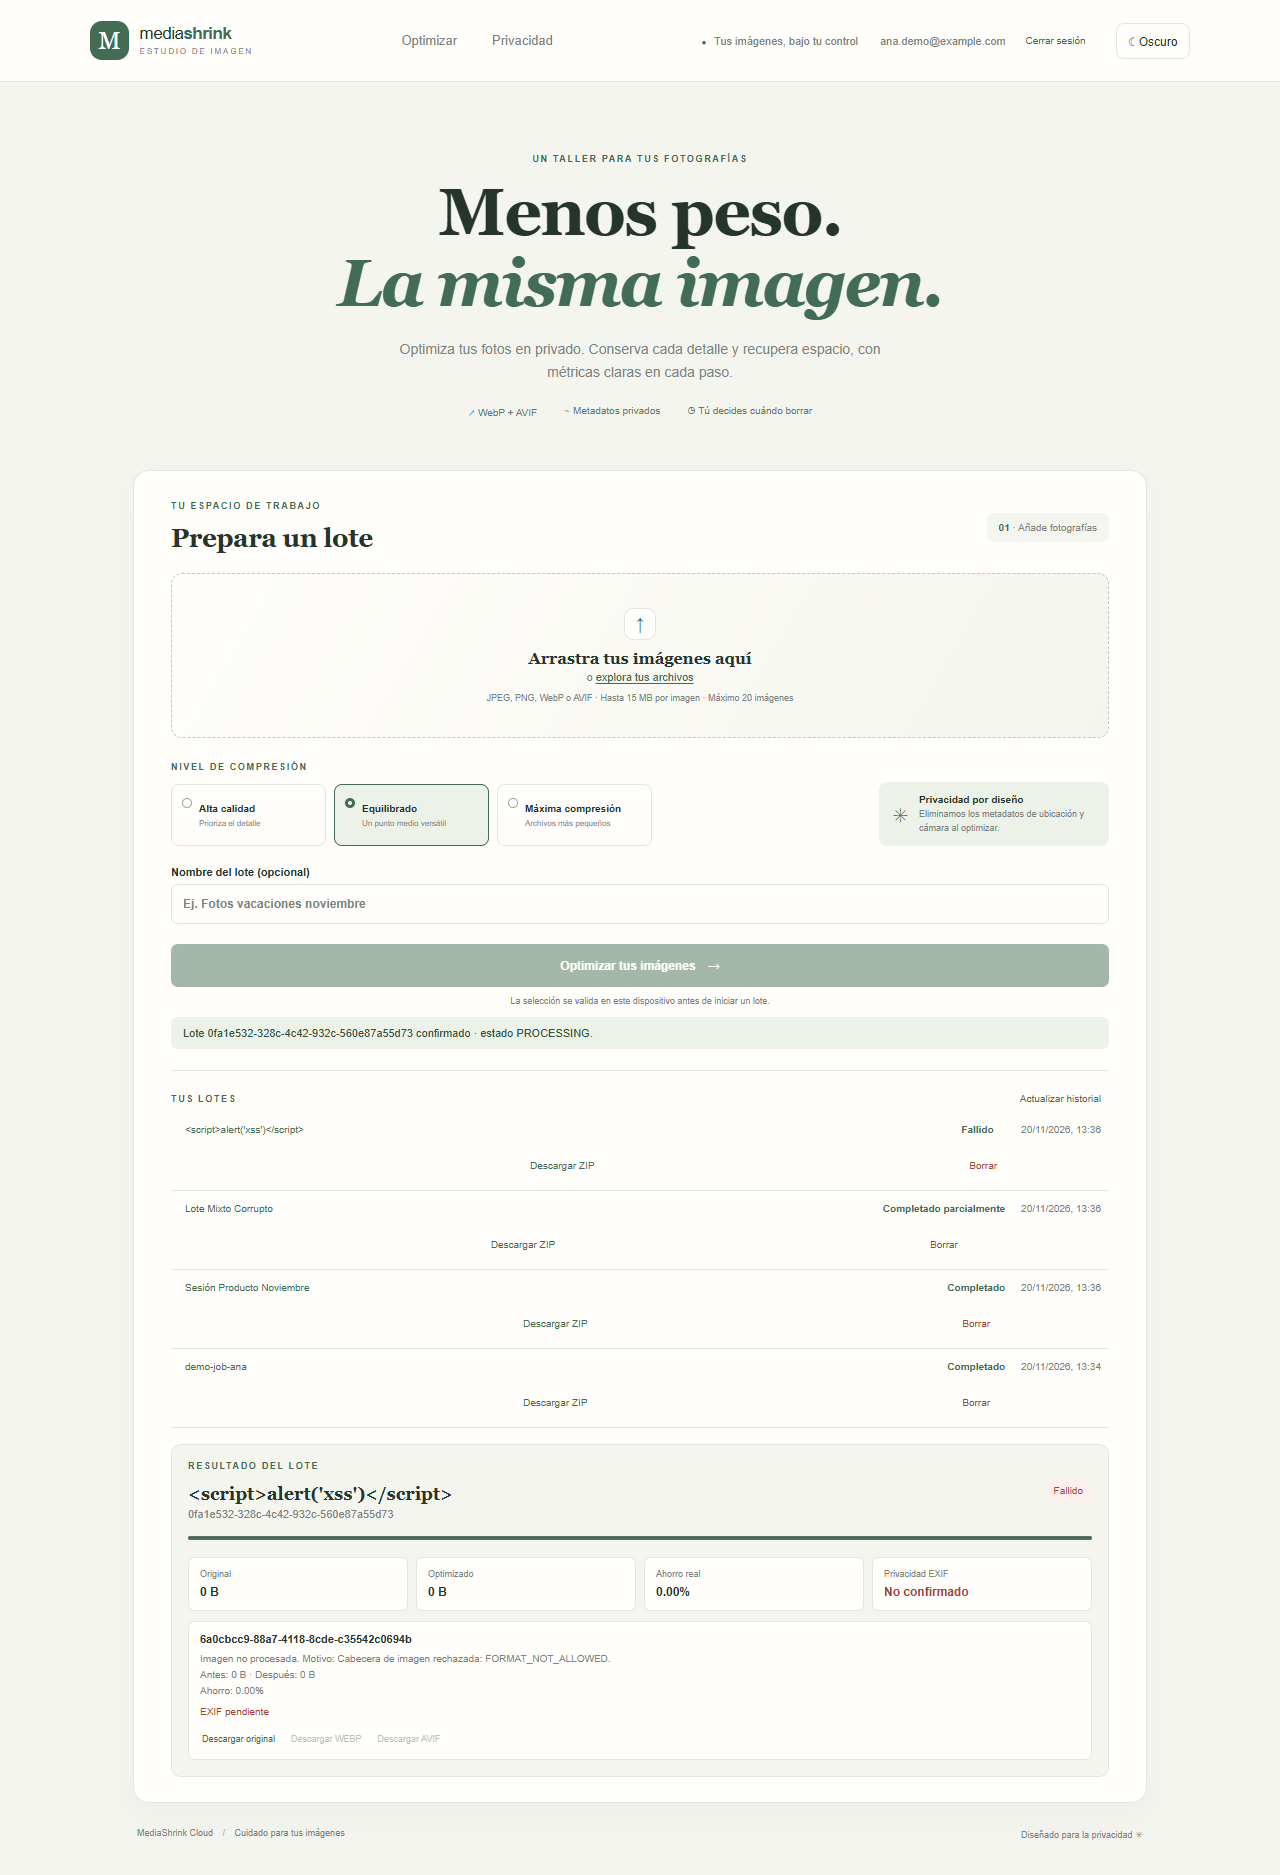 M
mediashrink
ESTUDIO DE IMAGEN
Optimizar
Privacidad
• Tus imágenes, bajo tu control
ana.demo@example.com
Cerrar sesión
☾ Oscuro
UN TALLER PARA TUS FOTOGRAFÍAS
Menos peso.
La misma imagen.
Optimiza tus fotos en privado. Conserva cada detalle y recupera espacio, con
métricas claras en cada paso.
↗ WebP + AVIF
~ Metadatos privados
◷ Tú decides cuándo borrar
TU ESPACIO DE TRABAJO
Prepara un lote
01 · Añade fotografías
↑
Arrastra tus imágenes aquí
o explora tus archivos
JPEG, PNG, WebP o AVIF · Hasta 15 MB por imagen · Máximo 20 imágenes
NIVEL DE COMPRESIÓN
Alta calidad
Prioriza el detalle
Equilibrado
Un punto medio versátil
Máxima compresión
Archivos más pequeños
✳
Privacidad por diseño
Eliminamos los metadatos de ubicación y
cámara al optimizar.
Nombre del lote (opcional)
Ej. Fotos vacaciones noviembre
Optimizar tus imágenes →
La selección se valida en este dispositivo antes de iniciar un lote.
Lote 0fa1e532-328c-4c42-932c-560e87a55d73 confirmado · estado PROCESSING.
TUS LOTES
Actualizar historial
<script>alert('xss')</script>
Fallido
20/11/2026, 13:36
Descargar ZIP
Borrar
Lote Mixto Corrupto
Completado parcialmente
20/11/2026, 13:36
Descargar ZIP
Borrar
Sesión Producto Noviembre
Completado
20/11/2026, 13:36
Descargar ZIP
Borrar
demo-job-ana
Completado
20/11/2026, 13:34
Descargar ZIP
Borrar
RESULTADO DEL LOTE
<script>alert('xss')</script>
Fallido
0fa1e532-328c-4c42-932c-560e87a55d73
Original
0 B
Optimizado
0 B
Ahorro real
0.00%
Privacidad EXIF
No confirmado
6a0cbcc9-88a7-4118-8cde-c35542c0694b
Imagen no procesada. Motivo: Cabecera de imagen rechazada: FORMAT_NOT_ALLOWED.
Antes: 0 B · Después: 0 B
Ahorro: 0.00%
EXIF pendiente
Descargar original
Descargar WEBP
Descargar AVIF
MediaShrink Cloud / Cuidado para tus imágenes
Diseñado para la privacidad ✳